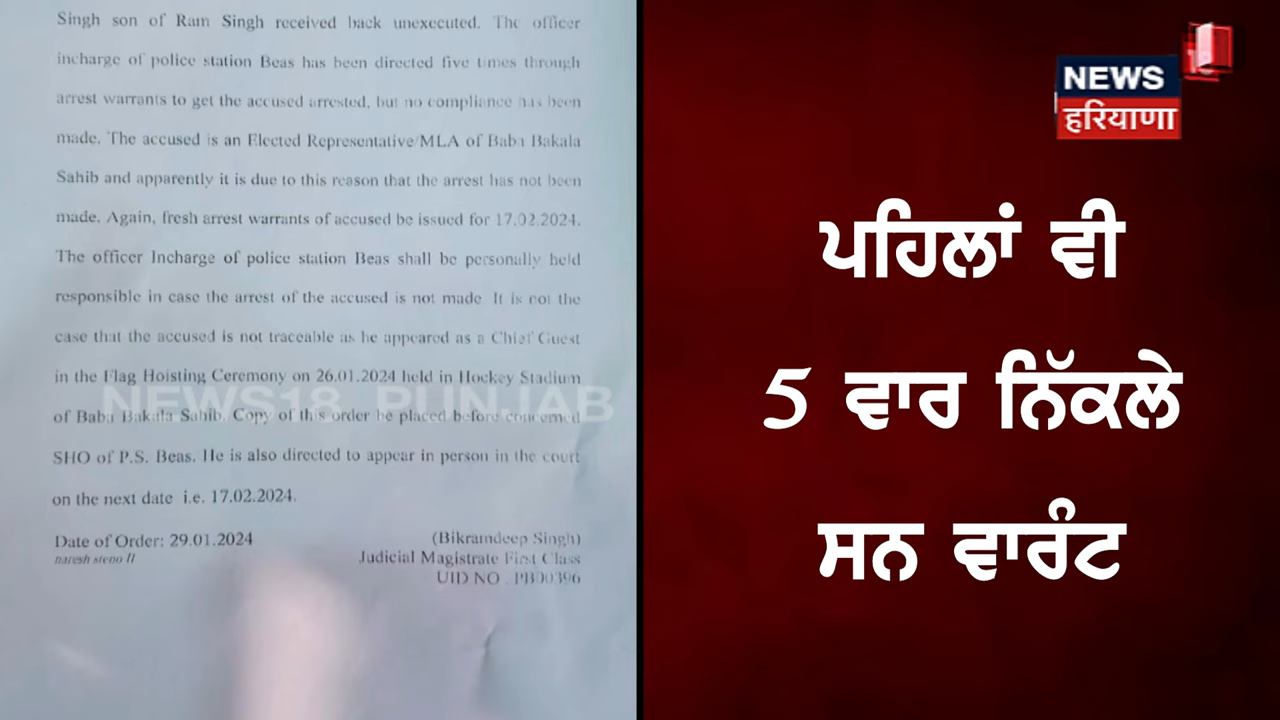 Singh son of Ram Singh received back unexecuted. The officer
incharge of police station Beas has been directed five times through
arrest warrants to get the accused arrested, but no compliance has been
made. The accused is an Elected Representative/MLA of Baba Bakala
Sahib and apparently it is due to this reason that the arrest has not been
made. Again, fresh arrest warrants of accused be issued for 17.02.2024.
The officer Incharge of police station Beas shall be personally held
responsible in case the arrest of the accused is not made. It is not the
case that the accused is not traceable as he appeared as a Chief Guest
in the Flag Hoisting Ceremony on 26.01.2024 held in Hockey Stadium
NEWS18 PUNJAB
of Baba Bakala Sahib. Copy of this order be placed before concerned
SHO of P.S. Beas. He is also directed to appear in person in the court
on the next date i.e. 17.02.2024.
Date of Order: 29.01.2024
naresh steno II
(Bikramdeep Singh)
Judicial Magistrate First Class
UID NO . PB00396
NEWS
हरियाणा
ਪਹਿਲਾਂ ਵੀ
5 ਵਾਰ ਨਿੱਕਲੇ
ਸਨ ਵਾਰੰਟ